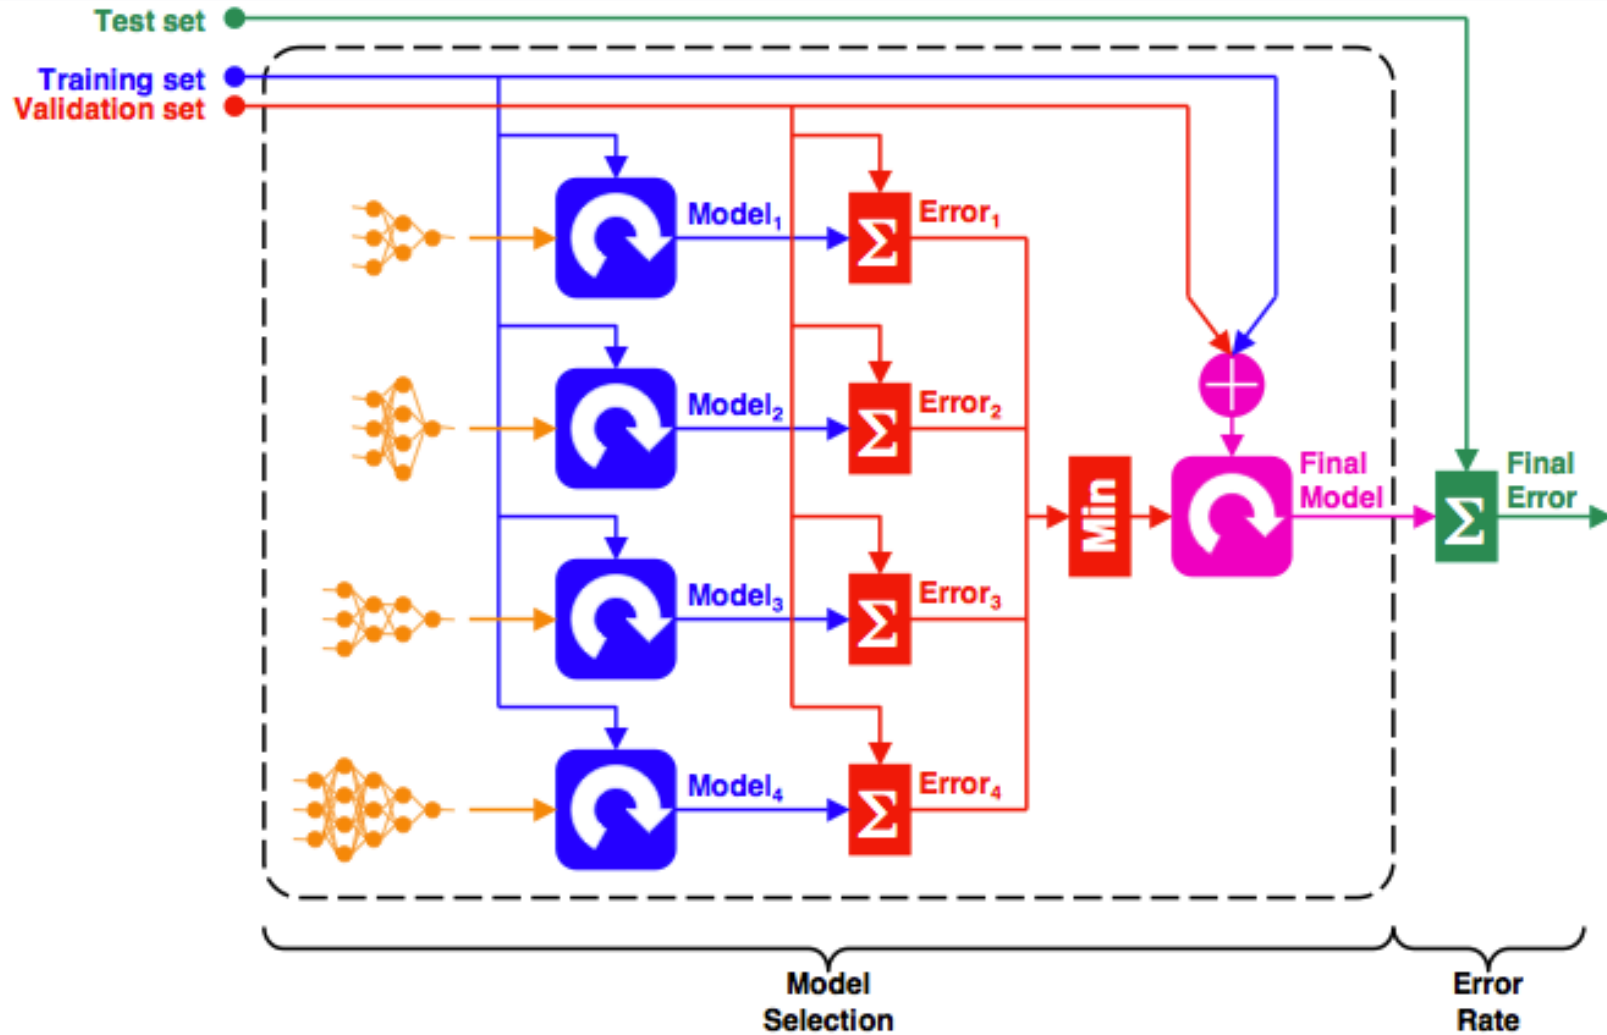 Test set
Training set
Validation set
Model₁
Error₁
Model₂
Error₂
Final
Model
Final
Error
Min
Σ
Σ
Σ
Σ
Σ
Model₃
Error₃
Model₄
Error₄
Model
Selection
Error
Rate